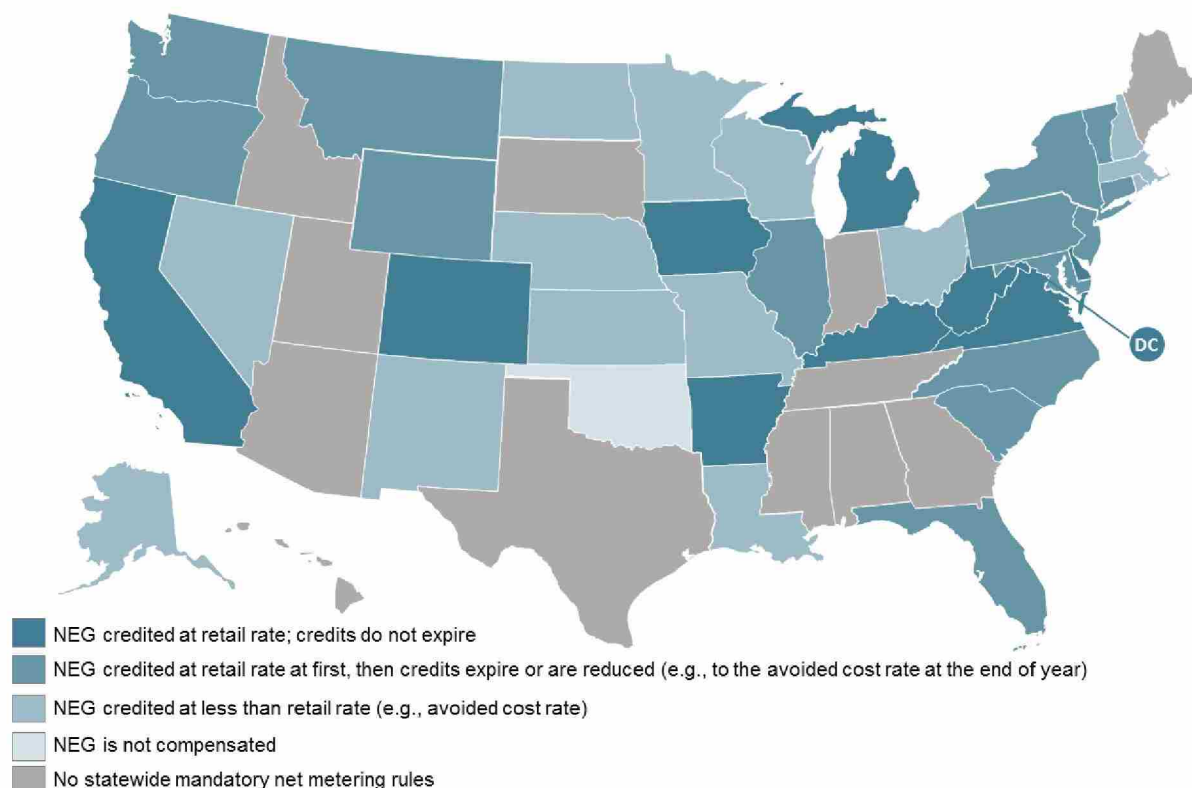 DC
NEG credited at retail rate; credits do not expire
NEG credited at retail rate at first, then credits expire or are reduced (e.g., to the avoided cost rate at the end of year)
NEG credited at less than retail rate (e.g., avoided cost rate)
NEG is not compensated
No statewide mandatory net metering rules